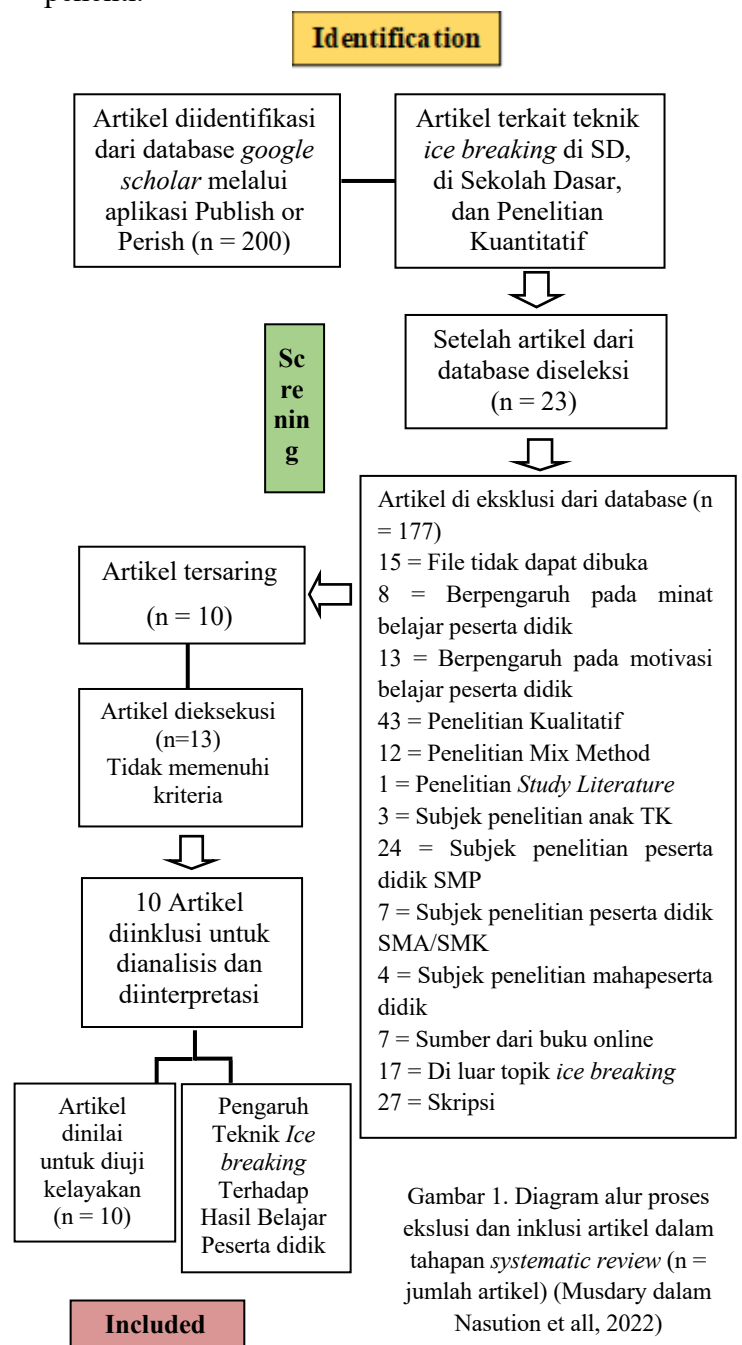 Identification
Artikel diidentifikasi
dari database google
scholar melalui
aplikasi Publish or
Perish (n = 200)
Artikel terkait teknik
ice breaking di SD,
di Sekolah Dasar,
dan Penelitian
Kuantitatif
Setelah artikel dari
database diseleksi
(n = 23)
Sc
re
nin
g
Artikel di eksklusi dari database (n
= 177)
15 = File tidak dapat dibuka
8 = Berpengaruh pada minat
belajar peserta didik
13 = Berpengaruh pada motivasi
belajar peserta didik
43 = Penelitian Kualitatif
12 = Penelitian Mix Method
1 = Penelitian Study Literature
3 = Subjek penelitian anak TK
24 = Subjek penelitian peserta
didik SMP
7 = Subjek penelitian peserta didik
SMA/SMK
4 = Subjek penelitian mahapeserta
didik
7 = Sumber dari buku online
17 = Di luar topik ice breaking
27 = Skripsi
Artikel tersaring
(n = 10)
Artikel dieksekusi
(n=13)
Tidak memenuhi
kriteria
10 Artikel
diinklusi untuk
dianalisis dan
diinterpretasi
Artikel
dinilai
untuk diuji
kelayakan
(n = 10)
Pengaruh
Teknik Ice
breaking
Terhadap
Hasil Belajar
Peserta didik
Gambar 1. Diagram alur proses
ekslusi dan inklusi artikel dalam
tahapan systematic review (n =
jumlah artikel) (Musdary dalam
Nasution et all, 2022)
Included